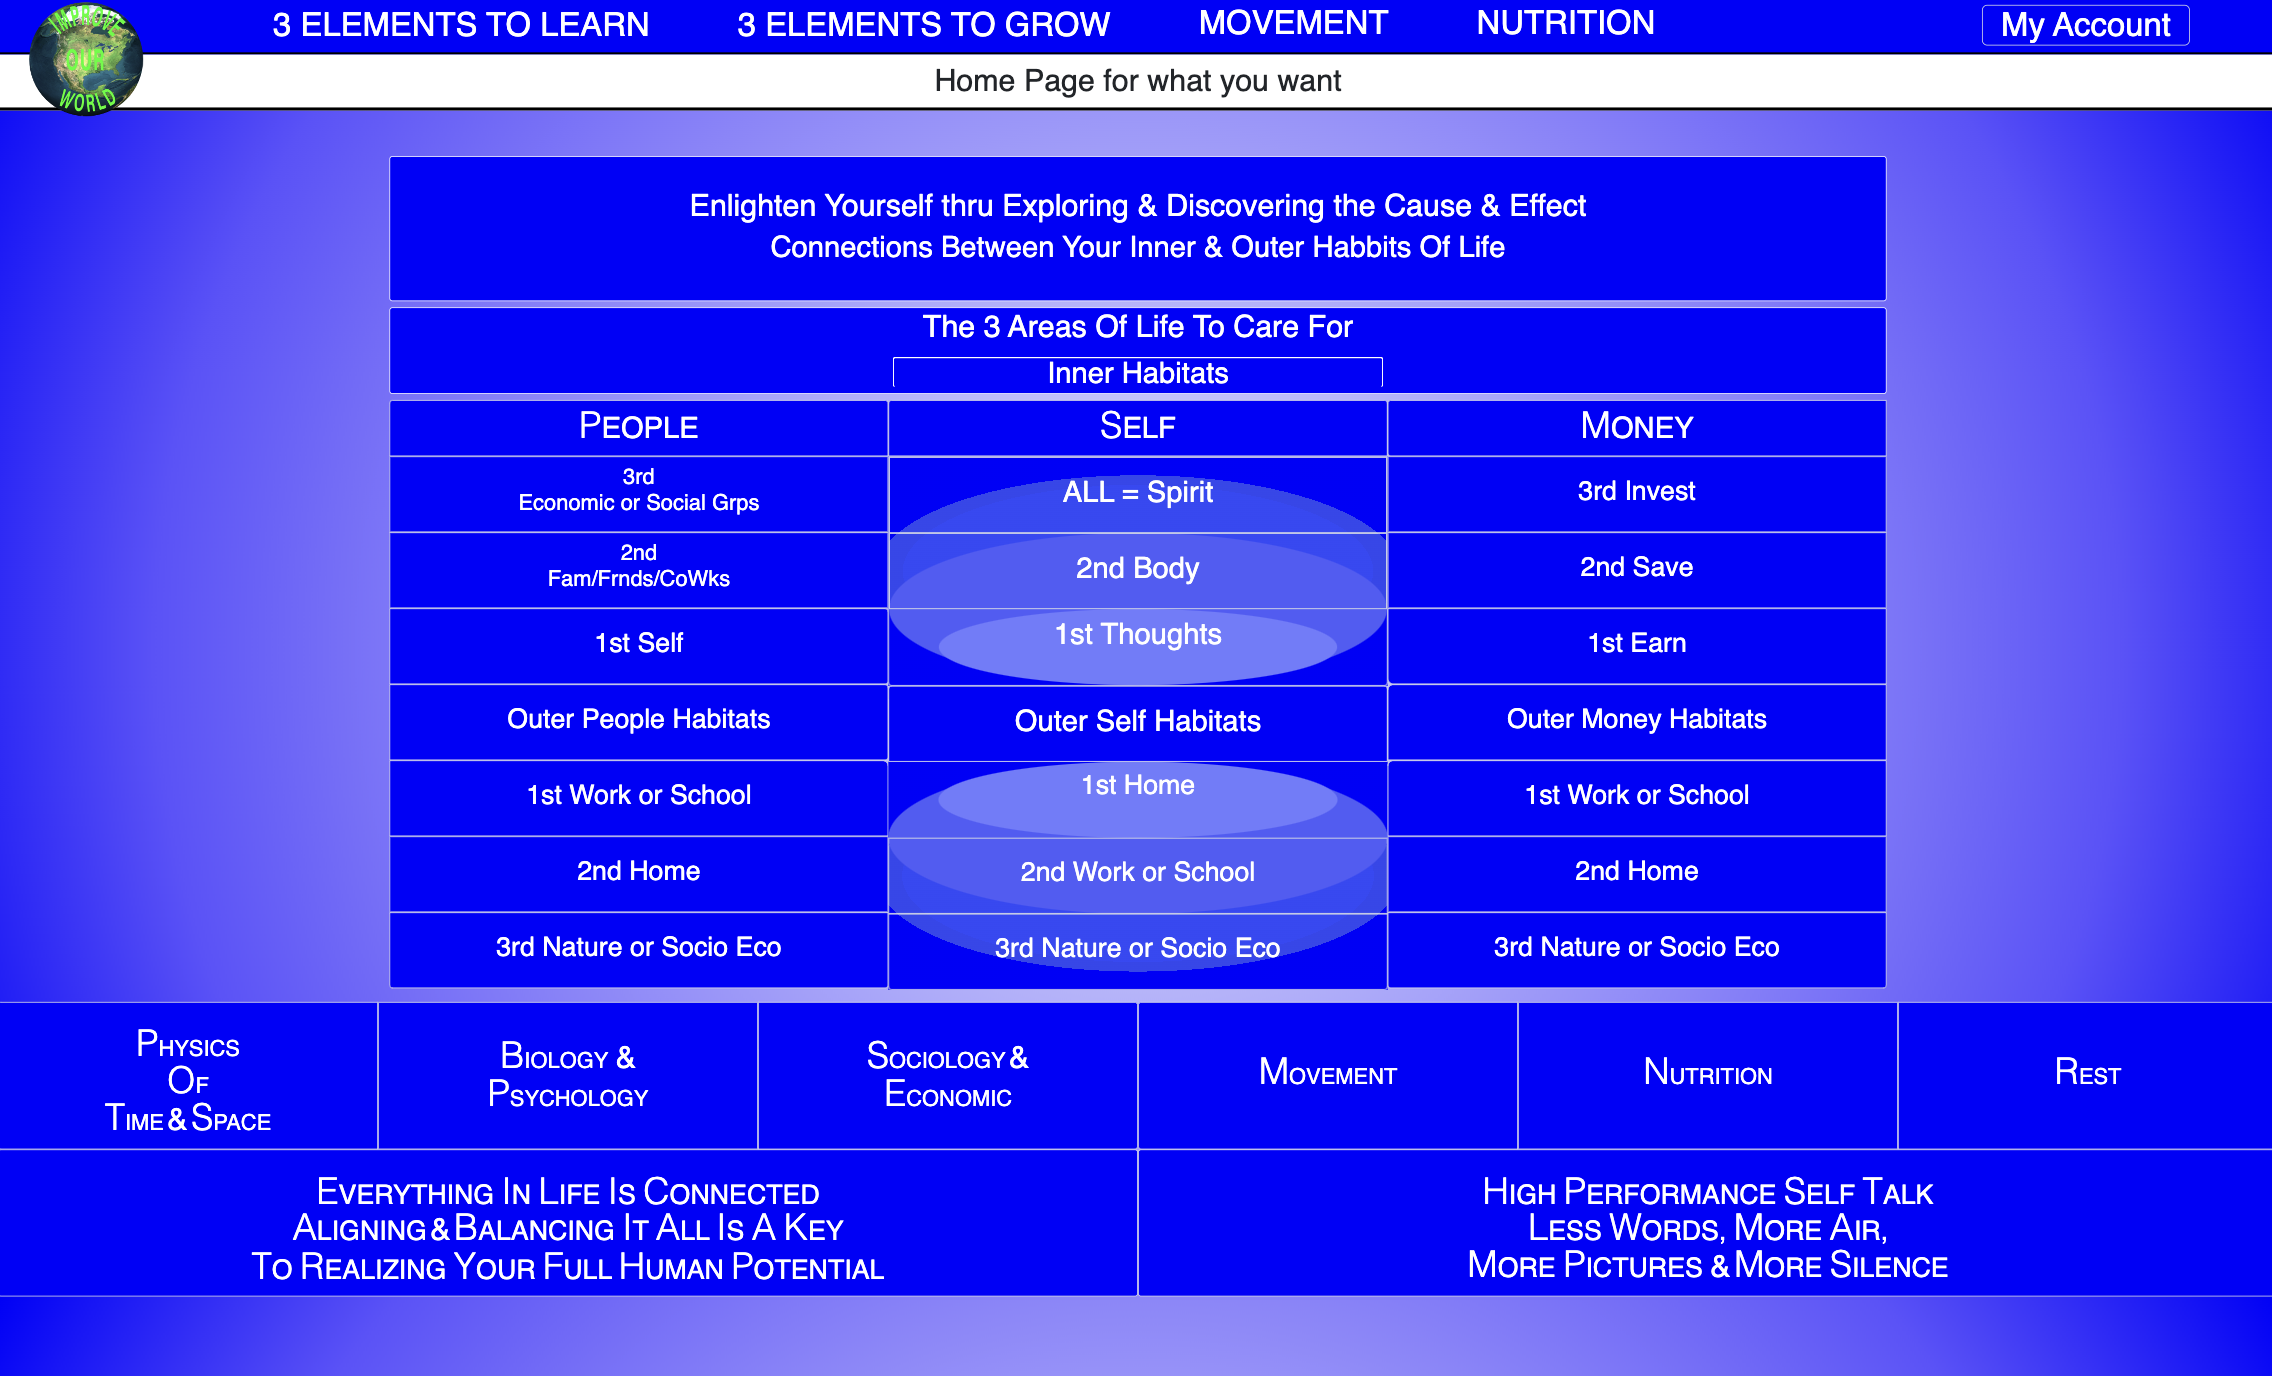 IMPROVE
OUR
WORLD
3 ELEMENTS TO LEARN
3 ELEMENTS TO GROW
MOVEMENT
NUTRITION
My Account
Home Page for what you want
Enlighten Yourself thru Exploring & Discovering the Cause & Effect
Connections Between Your Inner & Outer Habbits Of Life
The 3 Areas Of Life To Care For
Inner Habitats
PEOPLE
SELF
MONEY
3rd
Economic or Social Grps
ALL = Spirit
3rd Invest
2nd
Fam/Frnds/CoWks
2nd Body
2nd Save
1st Self
1st Thoughts
1st Earn
Outer People Habitats
Outer Self Habitats
Outer Money Habitats
1st Work or School
1st Home
1st Work or School
2nd Home
2nd Work or School
2nd Home
3rd Nature or Socio Eco
3rd Nature or Socio Eco
3rd Nature or Socio Eco
PHYSICS
OF
TIME & SPACE
BIOLOGY &
PSYCHOLOGY
SOCIOLOGY &
ECONOMIC
MOVEMENT
NUTRITION
REST
EVERYTHING IN LIFE IS CONNECTED
ALIGNING & BALANCING IT ALL IS A KEY
TO REALIZING YOUR FULL HUMAN POTENTIAL
HIGH PERFORMANCE SELF TALK
LESS WORDS, MORE AIR,
MORE PICTURES & MORE SILENCE